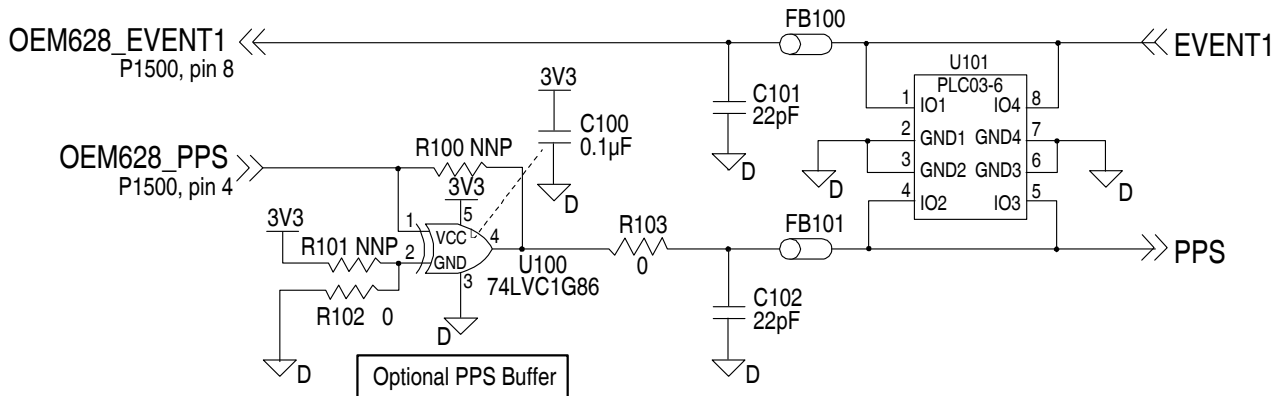 FB100
OEM628_EVENT1
P1500, pin 8
EVENT1
U101
PLC03-6
3V3
C101
22pF
1 IO1 IO4 8
C100
0.1µF
2 GND1 GND4 7
R100 NNP
OEM628_PPS
P1500, pin 4
3 GND2 GND3 6
D
D
D
D
3V3
4 IO2 IO3 5
5
3V3
1
VCC
4
R103
0
FB101
R101 NNP
2
GND
PPS
U100
74LVC1G86
3
R102 0
C102
22pF
D
D
D
Optional PPS Buffer